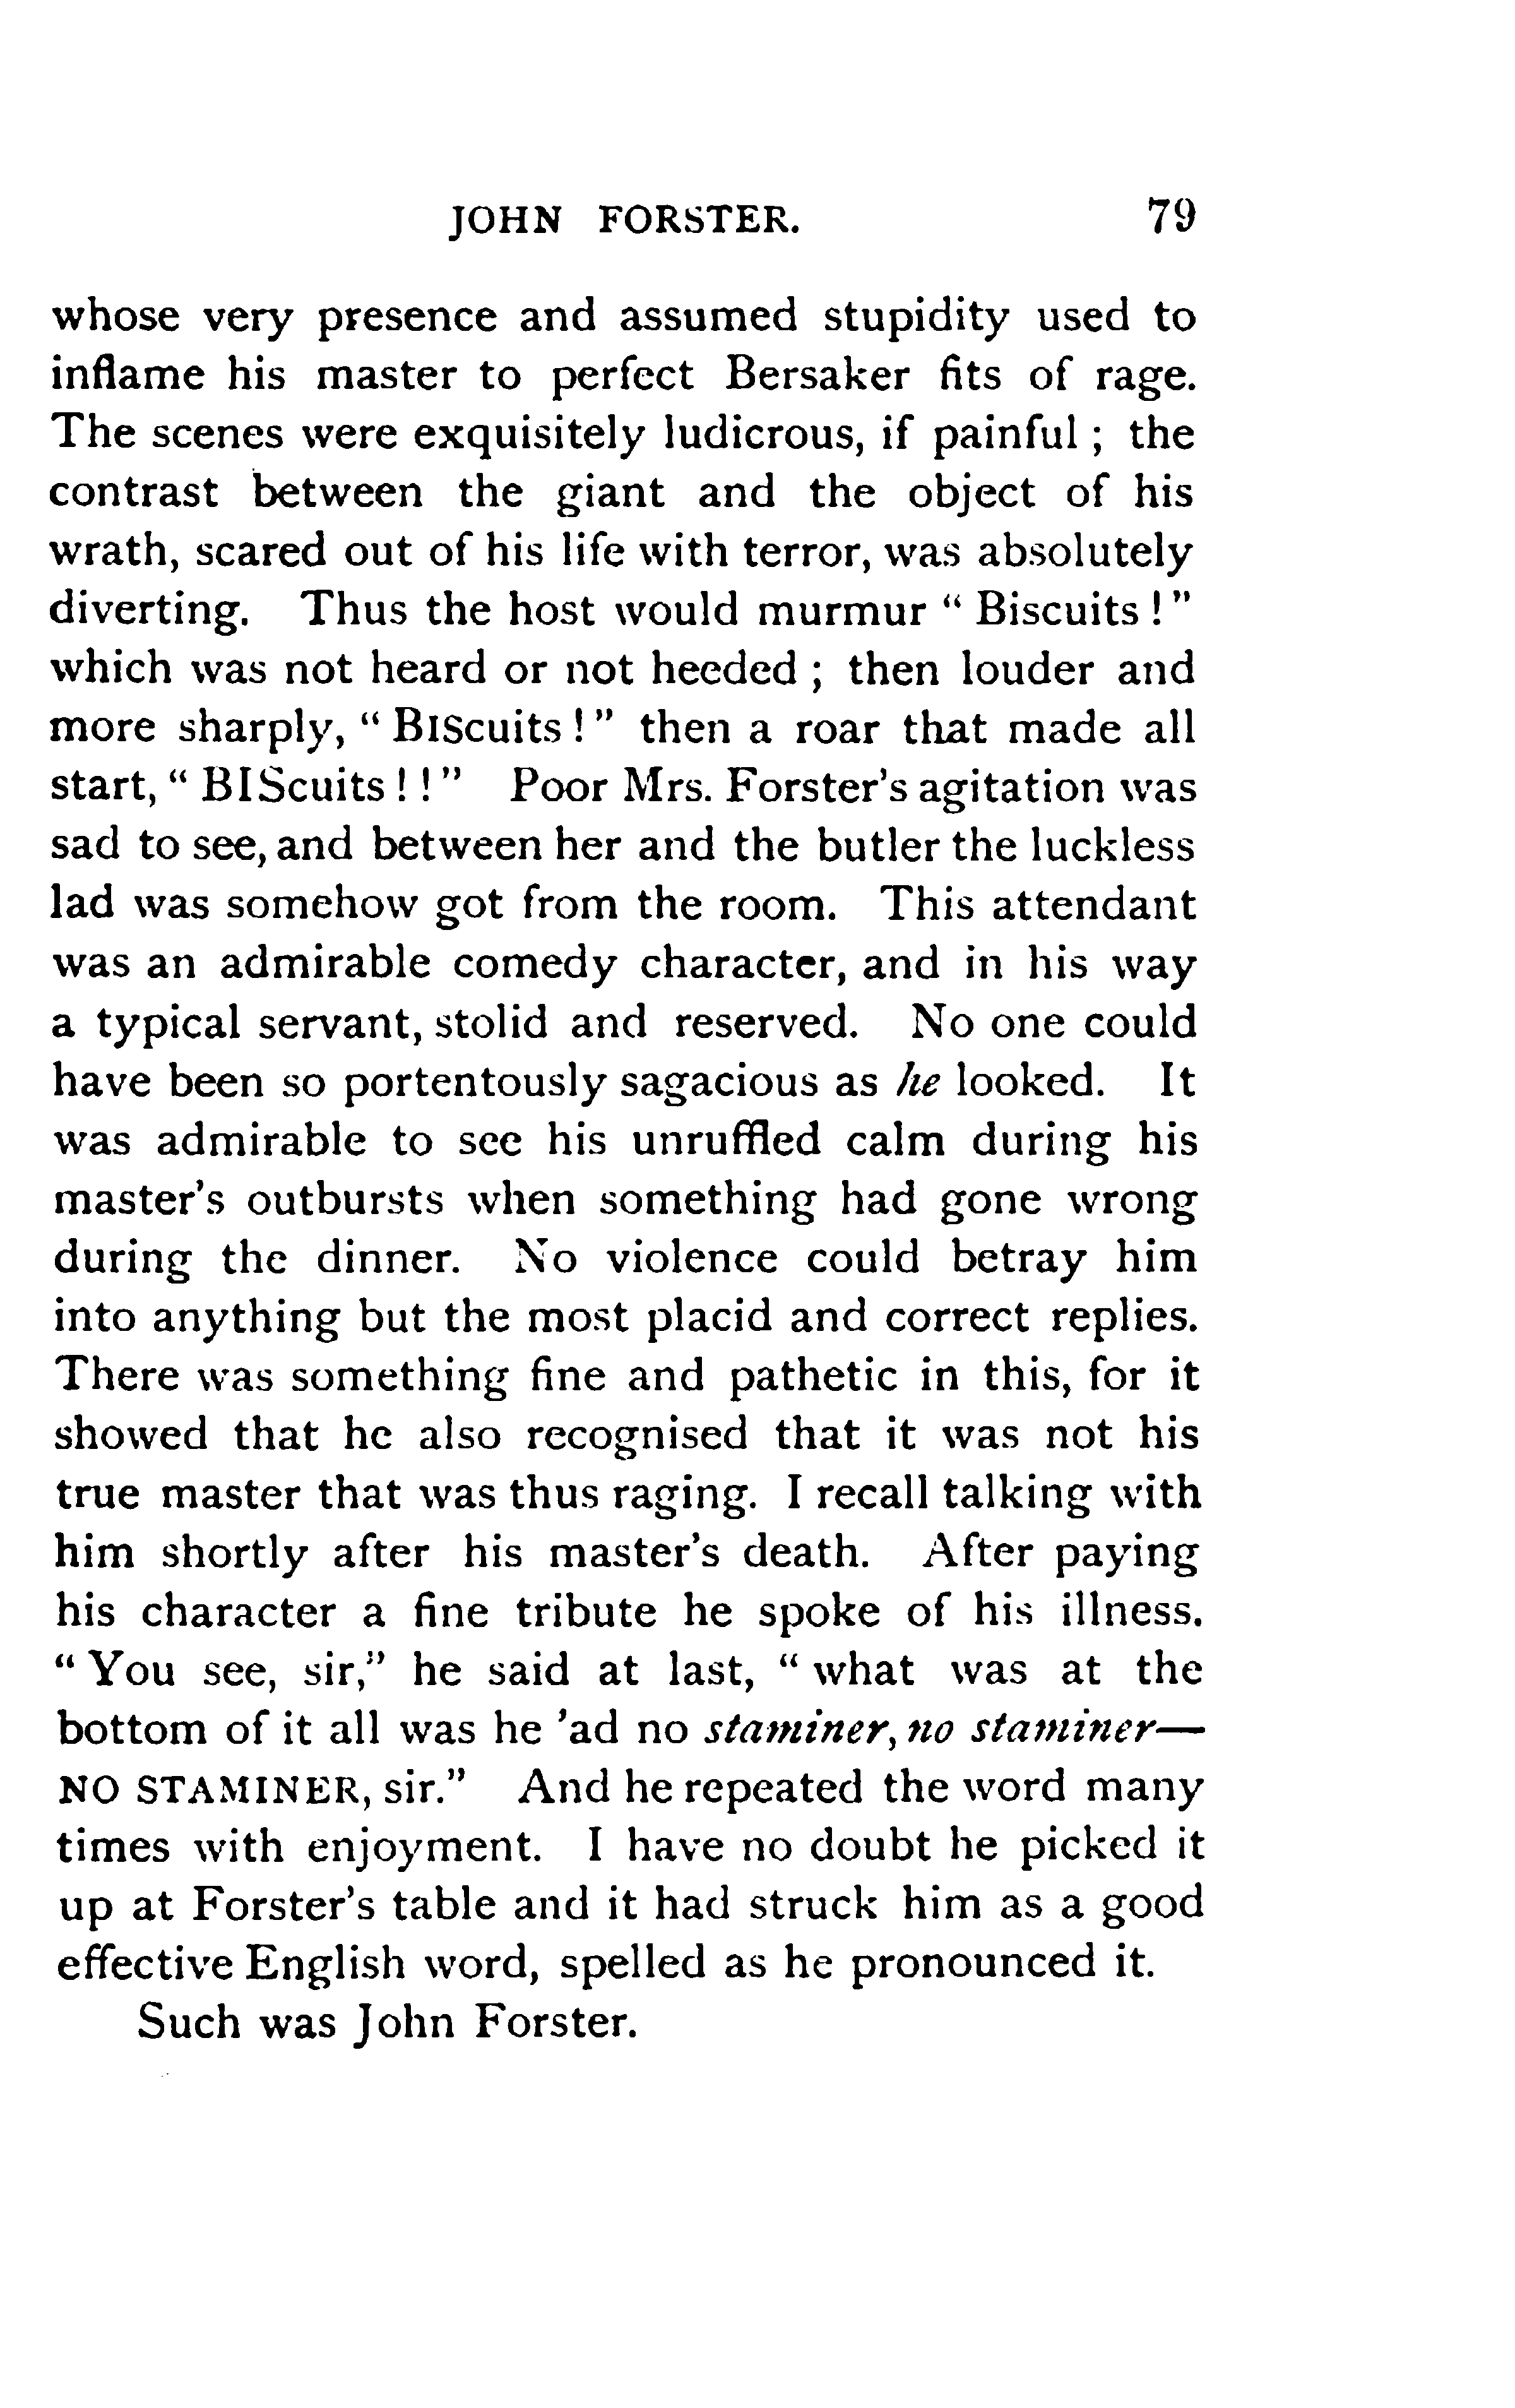 JOHN FORSTER. 79
whose very presence and assumed stupidity used to
inflame his master to perfect Bersaker fits of rage.
The scenes were exquisitely ludicrous, if painful ; the
contrast between the giant and the object of his
wrath, scared out of his life with terror, was absolutely
diverting. Thus the host would murmur “ Biscuits ! ”
which was not heard or not heeded ; then louder and
more sharply, “ BIScuits ! ” then a roar that made all
start, “ BIScuits ! ! ” Poor Mrs. Forster’s agitation was
sad to see, and between her and the butler the luckless
lad was somehow got from the room. This attendant
was an admirable comedy character, and in his way
a typical servant, stolid and reserved. No one could
have been so portentously sagacious as he looked. It
was admirable to see his unruffled calm during his
master’s outbursts when something had gone wrong
during the dinner. No violence could betray him
into anything but the most placid and correct replies.
There was something fine and pathetic in this, for it
showed that he also recognised that it was not his
true master that was thus raging. I recall talking with
him shortly after his master’s death. After paying
his character a fine tribute he spoke of his illness.
“ You see, sir,” he said at last, “ what was at the
bottom of it all was he ’ad no staminer, no staminer—
NO STAMINER, sir.” And he repeated the word many
times with enjoyment. I have no doubt he picked it
up at Forster’s table and it had struck him as a good
effective English word, spelled as he pronounced it.
Such was John Forster.